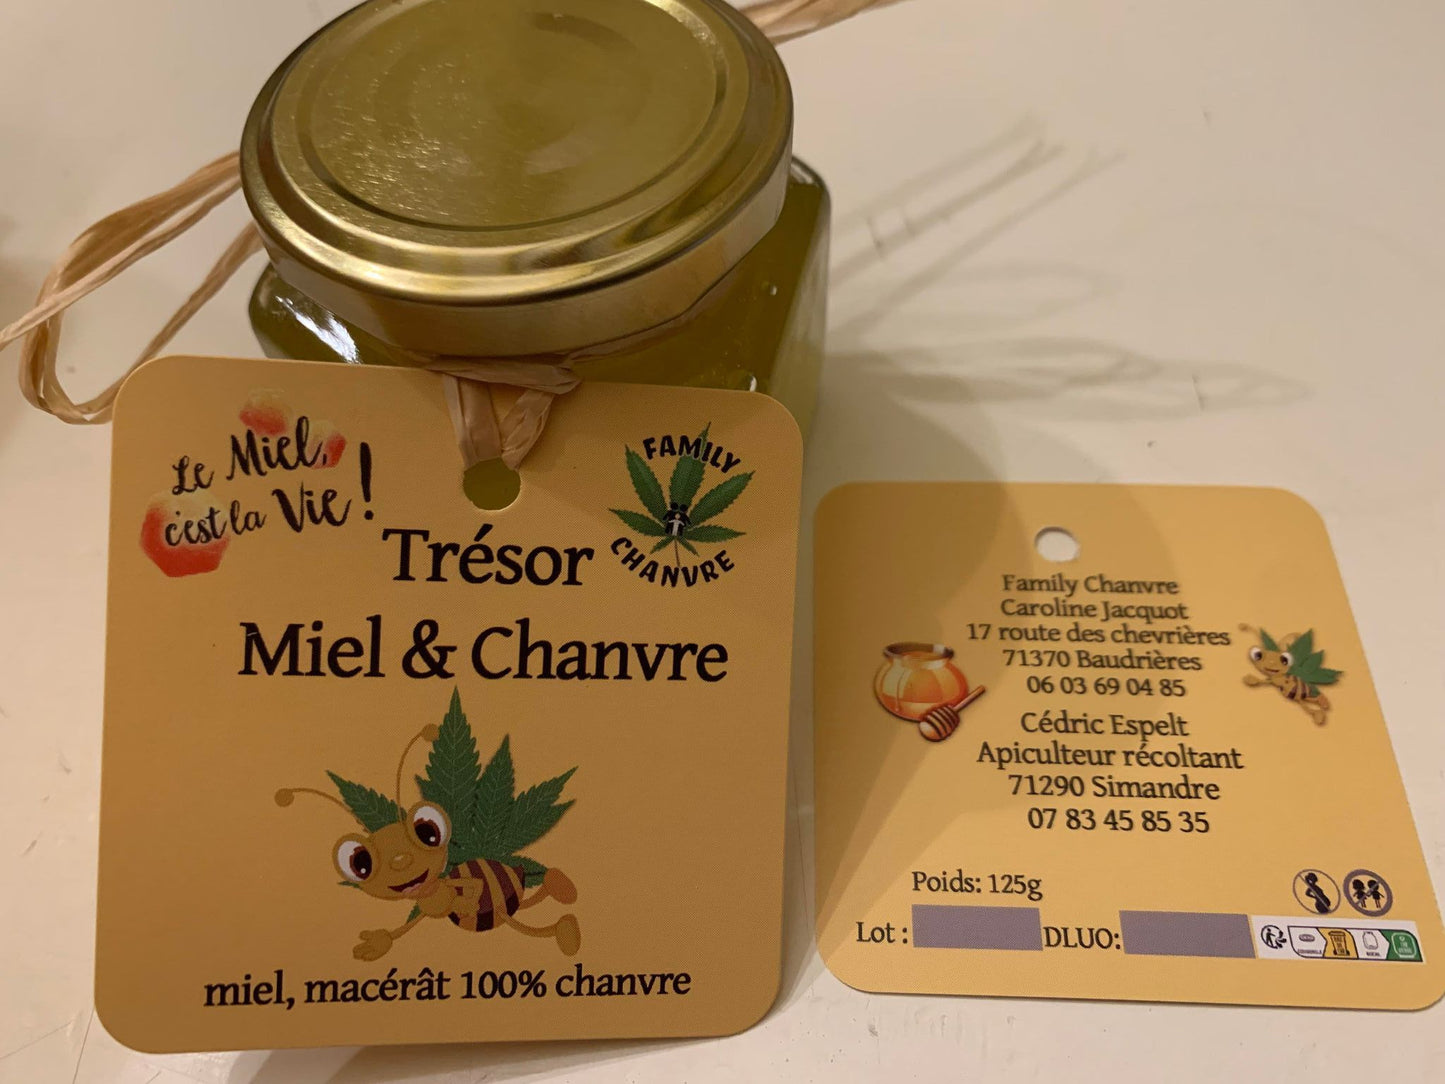 Le Miel,
c'est la Vie !
FAMILY
CHANVRE
Trésor
Miel & Chanvre
miel, macérât 100% chanvre
Family Chanvre
Caroline Jacquot
17 route des chevrières
71370 Baudrières
06 03 69 04 85
Cédric Espelt
Apiculteur récoltant
71290 Simandre
07 83 45 85 35
Poids: 125g
Lot :
DLUO: